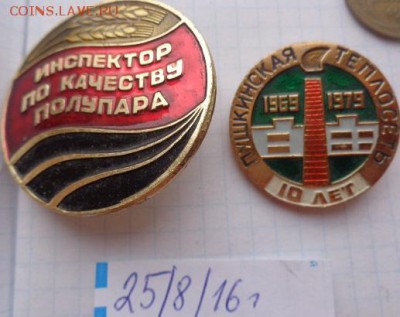 COINS.LAVE.RU
ИНСПЕКТОР
ПО КАЧЕСТВУ
ПОЛУПАРА
ПУШКИНСКАЯ ТЕПЛОСЕТЬ
1969 1979
10 ЛЕТ
25/8/16г